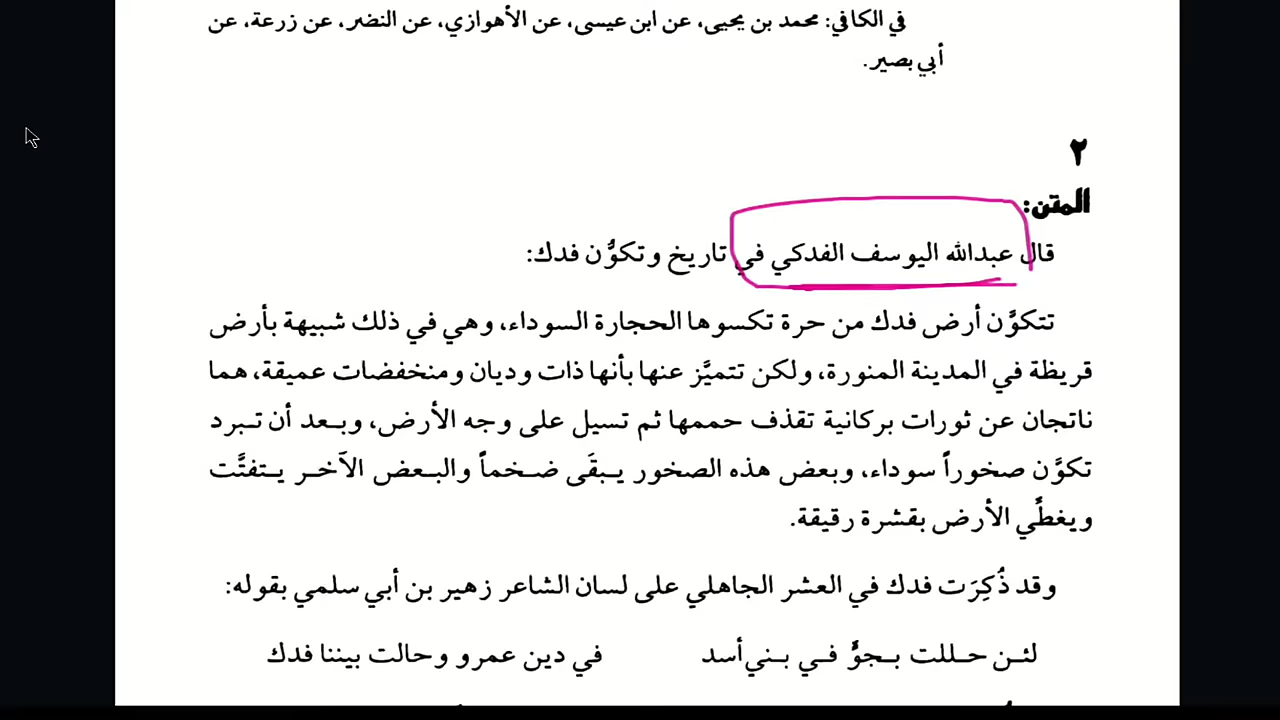 في الكافي: محمد بن يحيى، عن ابن عيسى، عن الأهوازي، عن النضر، عن زرعة، عن
أبي بصير.
٢
المتن:
قال عبدالله اليوسف الفدكي في تاريخ وتكوُّن فدك:
تتكوَّن أرض فدك من حرة تكسوها الحجارة السوداء، وهي في ذلك شبيهة بأرض
قريظة في المدينة المنورة، ولكن تتميَّز عنها بأنها ذات وديان ومنخفضات عميقة، هما
ناتجان عن ثورات بركانية تقذف حممها ثم تسيل على وجه الأرض، وبعد أن تبرد
تكوَّن صخوراً سوداء، وبعض هذه الصخور يبقَى ضخماً والبعض الآخر يتفتَّت
ويغطِّي الأرض بقشرة رقيقة.
وقد ذُكِرَت فدك في العشر الجاهلي على لسان الشاعر زهير بن أبي سلمي بقوله:
لئن حللت بجوٍّ في بني أسد في دين عمرو وحالت بيننا فدك